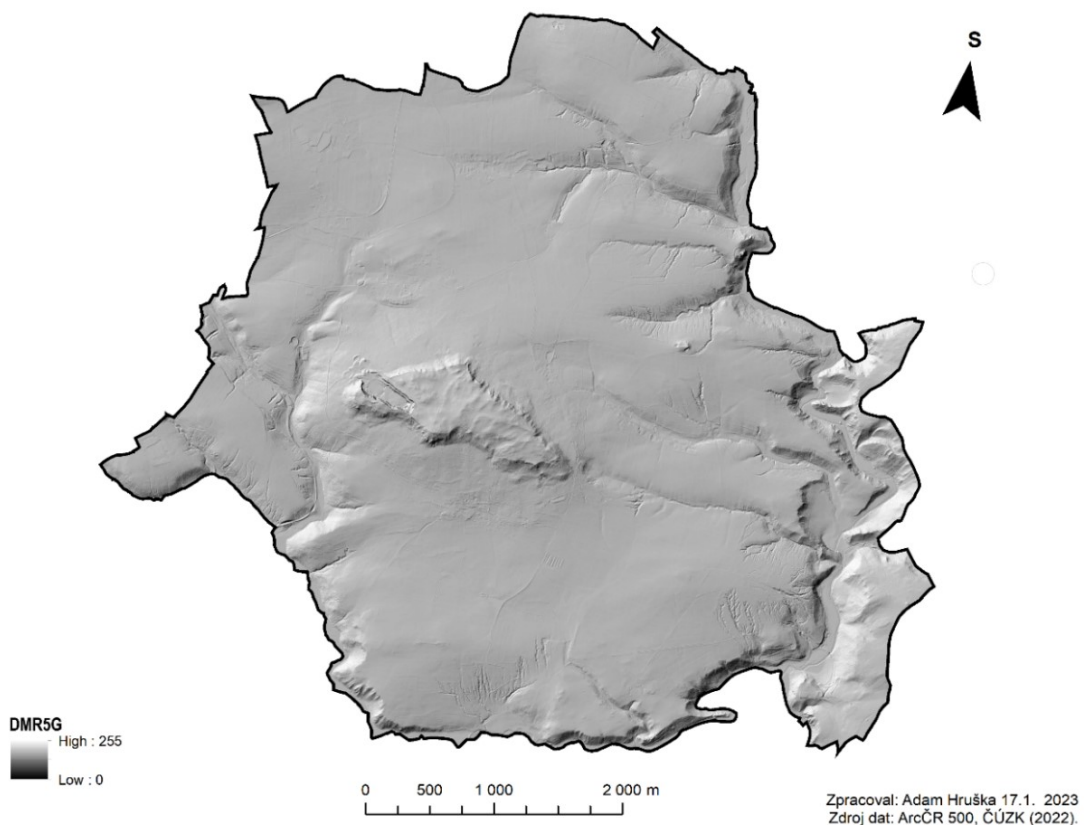 S
DMR5G
High : 255
Low : 0
0 500 1 000 2 000 m
Zpracoval: Adam Hruška 17.1. 2023
Zdroj dat: ArcČR 500, ČÚZK (2022).